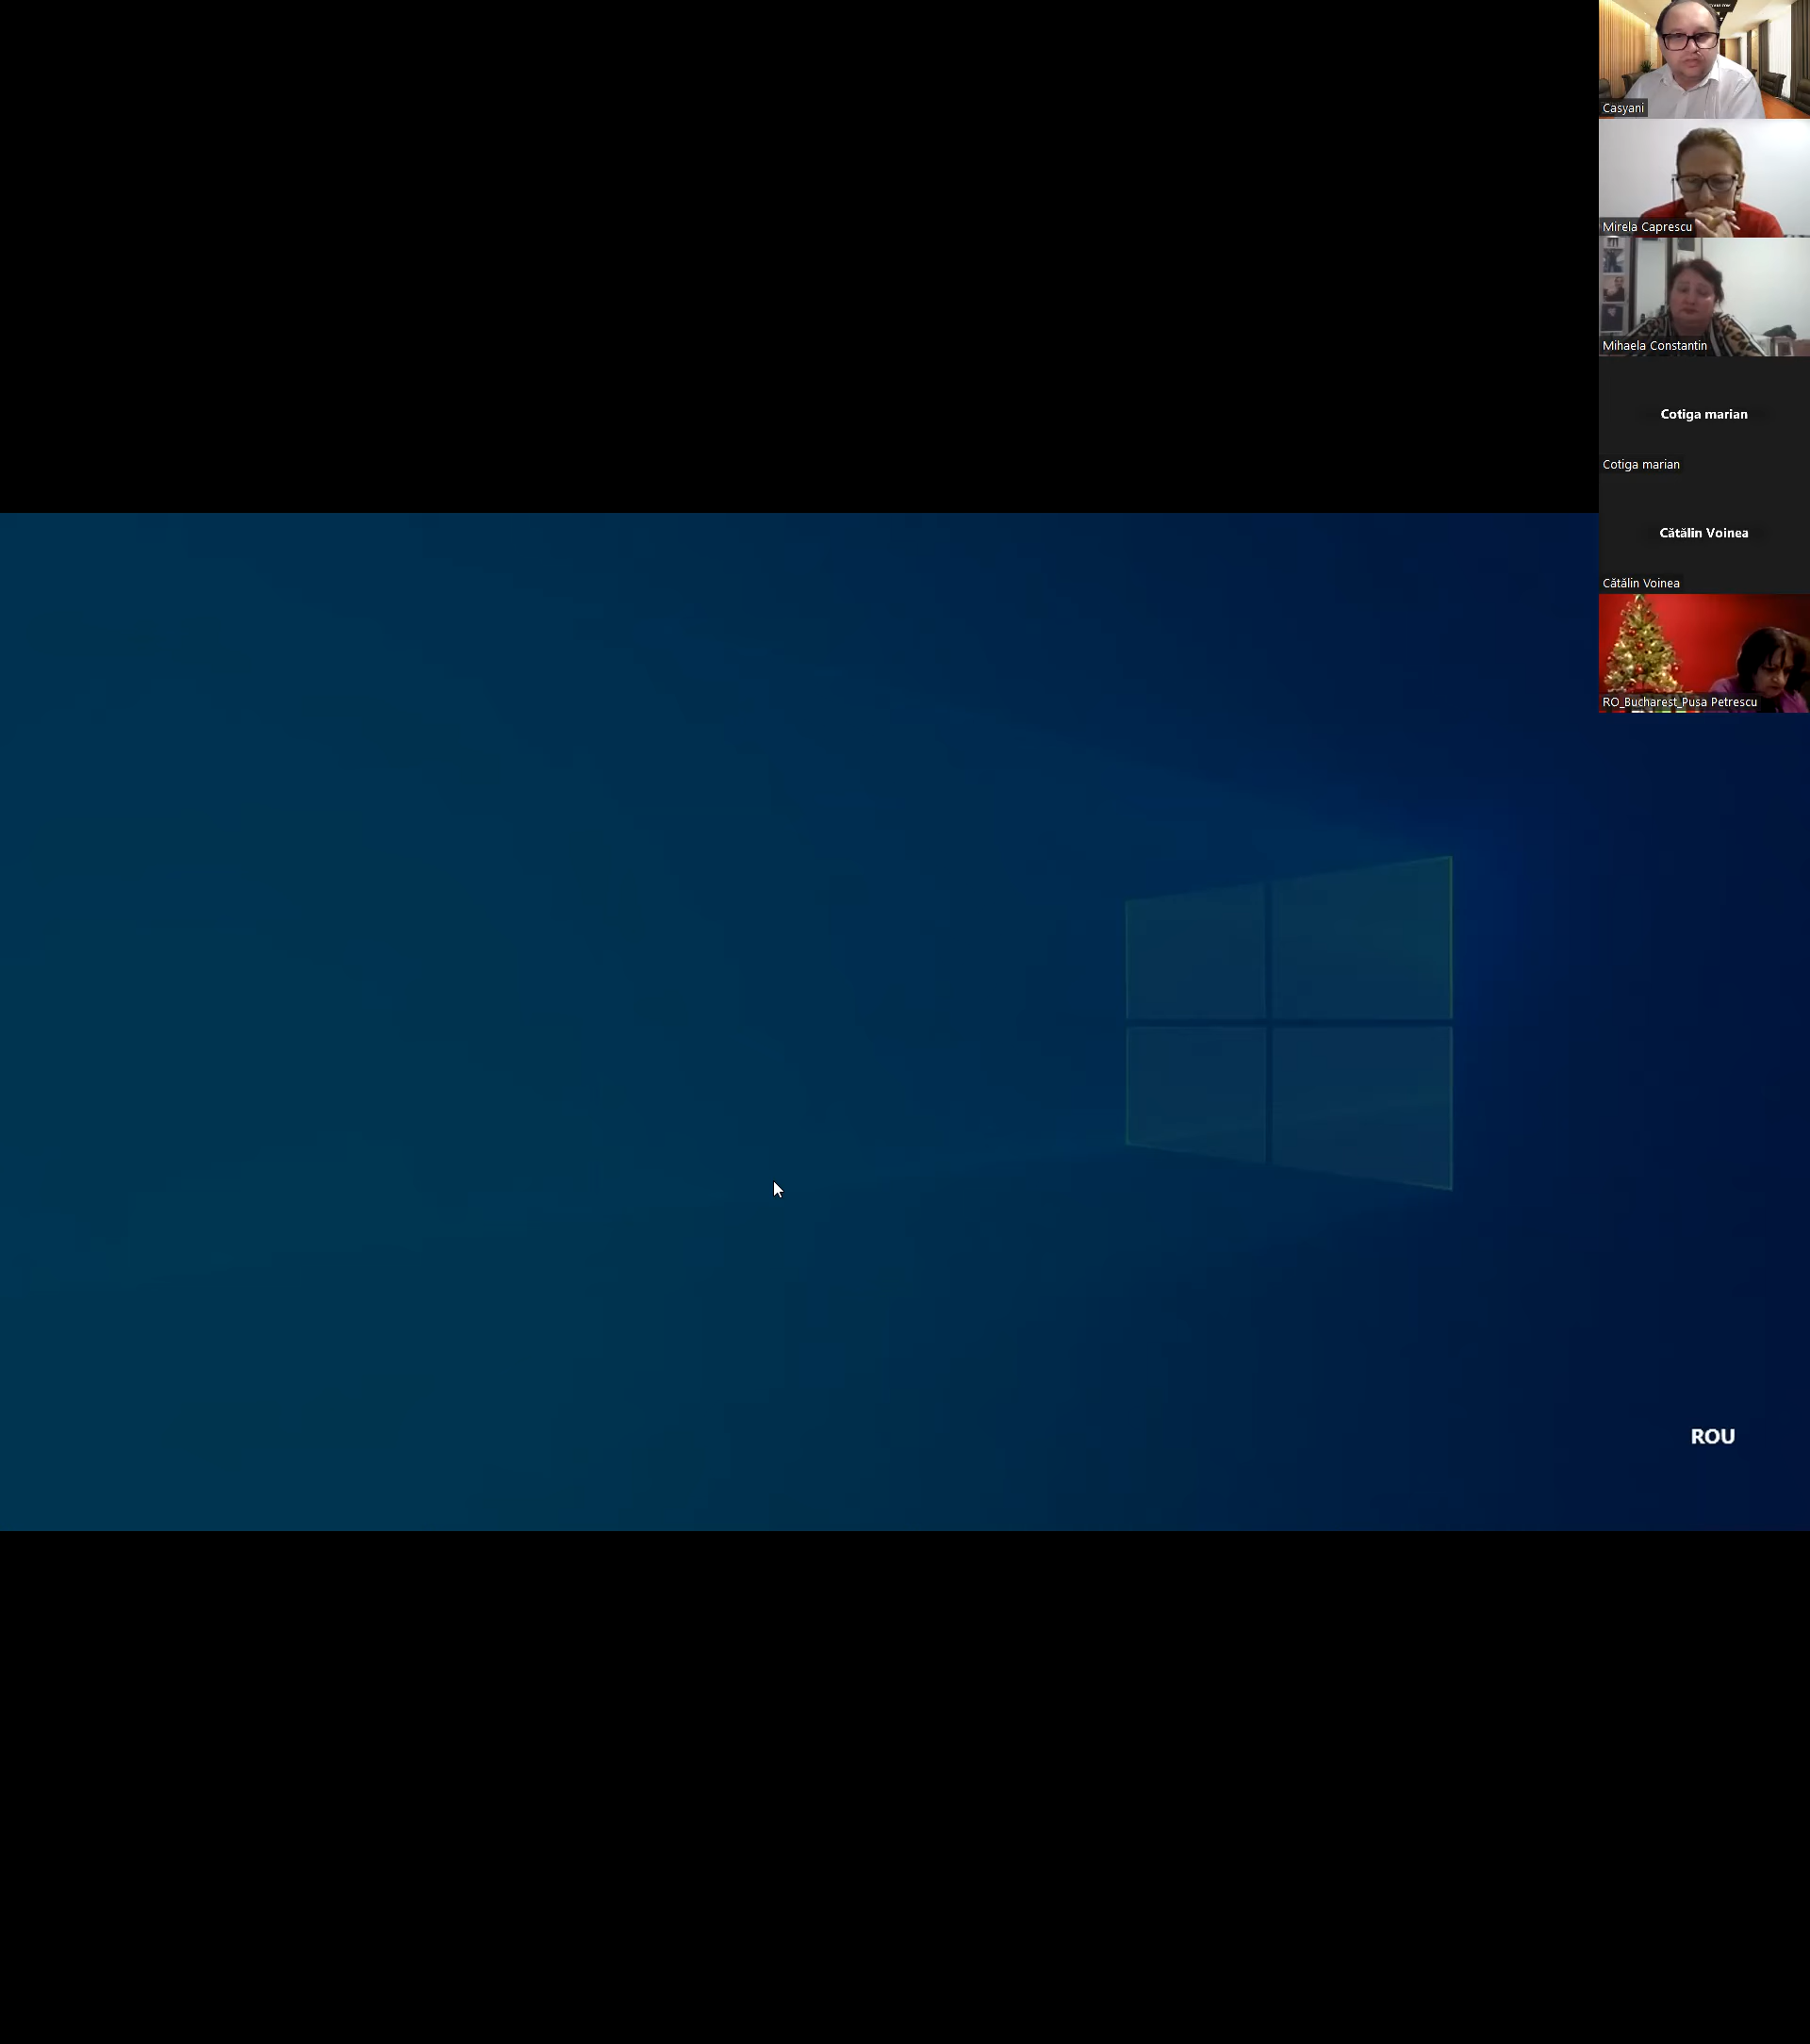 Casyani
Mirela Caprescu
Mihaela Constantin
Cotiga marian
Cotiga marian
Cătălin Voinea
Cătălin Voinea
RO_Bucharest_Pusa Petrescu
ROU